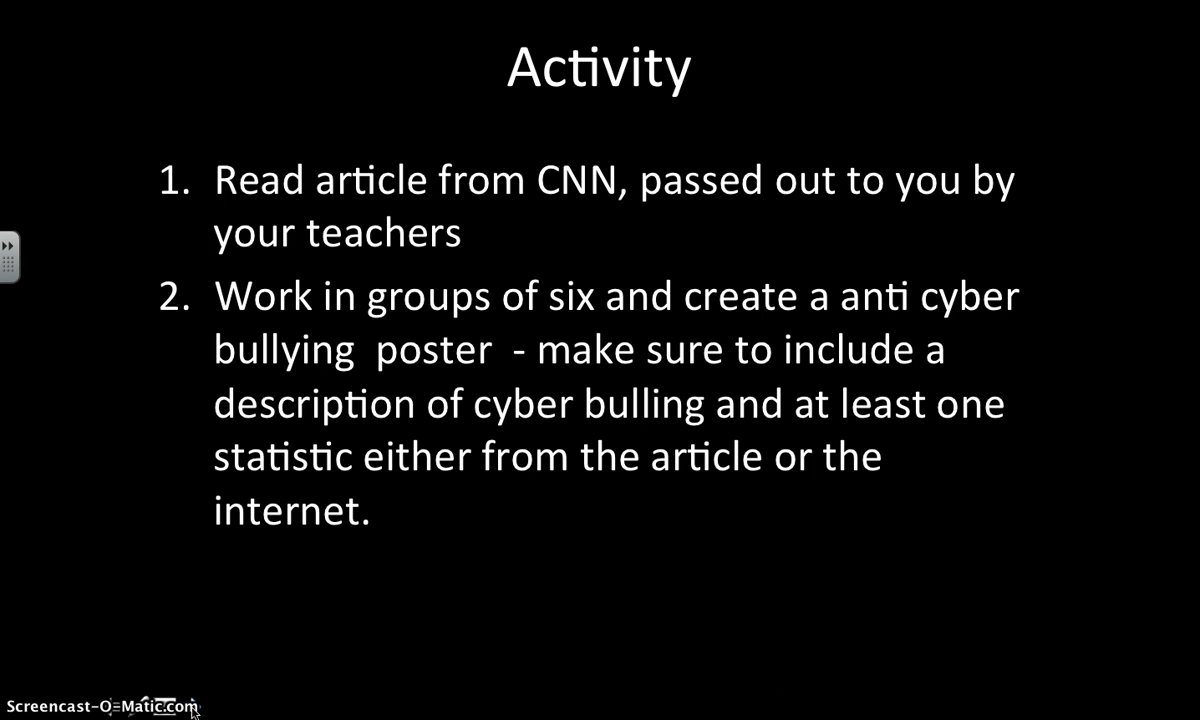 Activity
1. Read article from CNN, passed out to you by
your teachers
2. Work in groups of six and create a anti cyber
bullying poster - make sure to include a
description of cyber bulling and at least one
statistic either from the article or the
internet.
Screencast-O-Matic.com